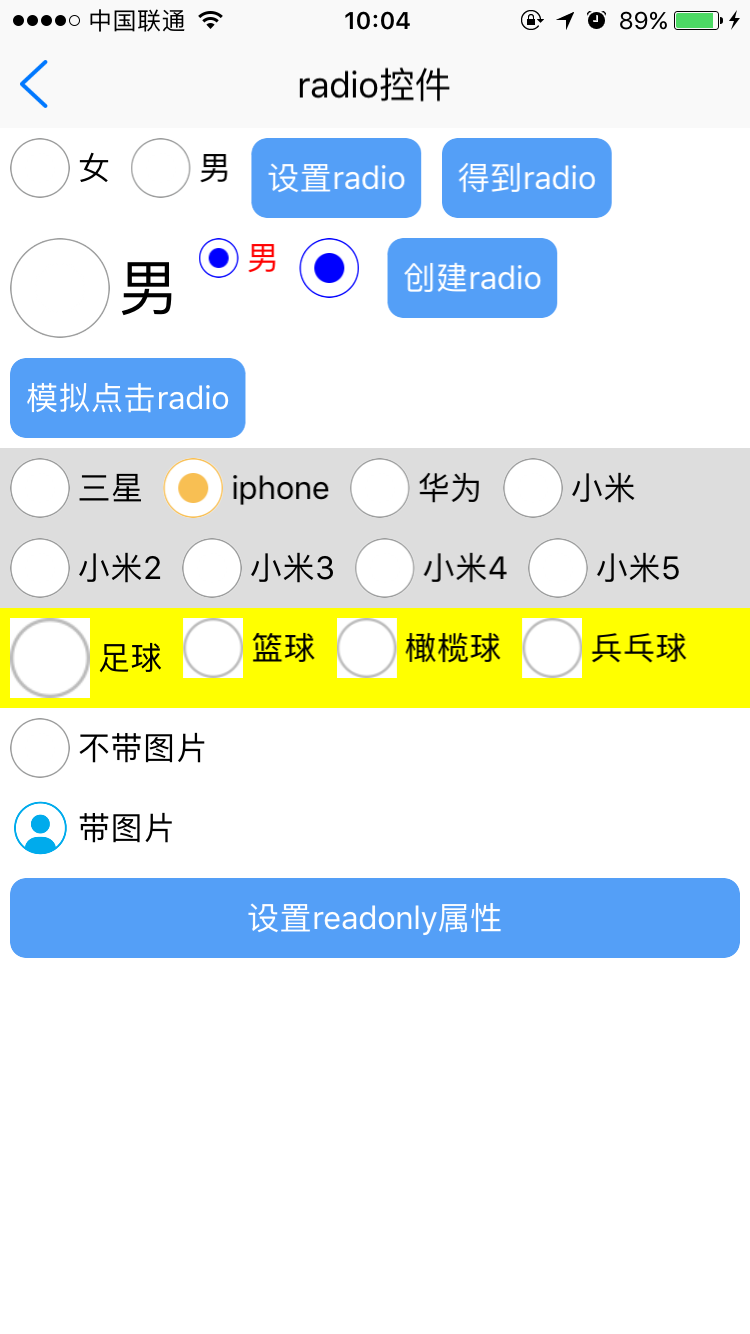 中国联通 10:04 89%
radio控件
女 男 设置radio 得到radio
男 男 创建radio
模拟点击radio
三星 iphone 华为 小米
小米2 小米3 小米4 小米5
足球 篮球 橄榄球 兵乓球
不带图片
带图片
设置readonly属性